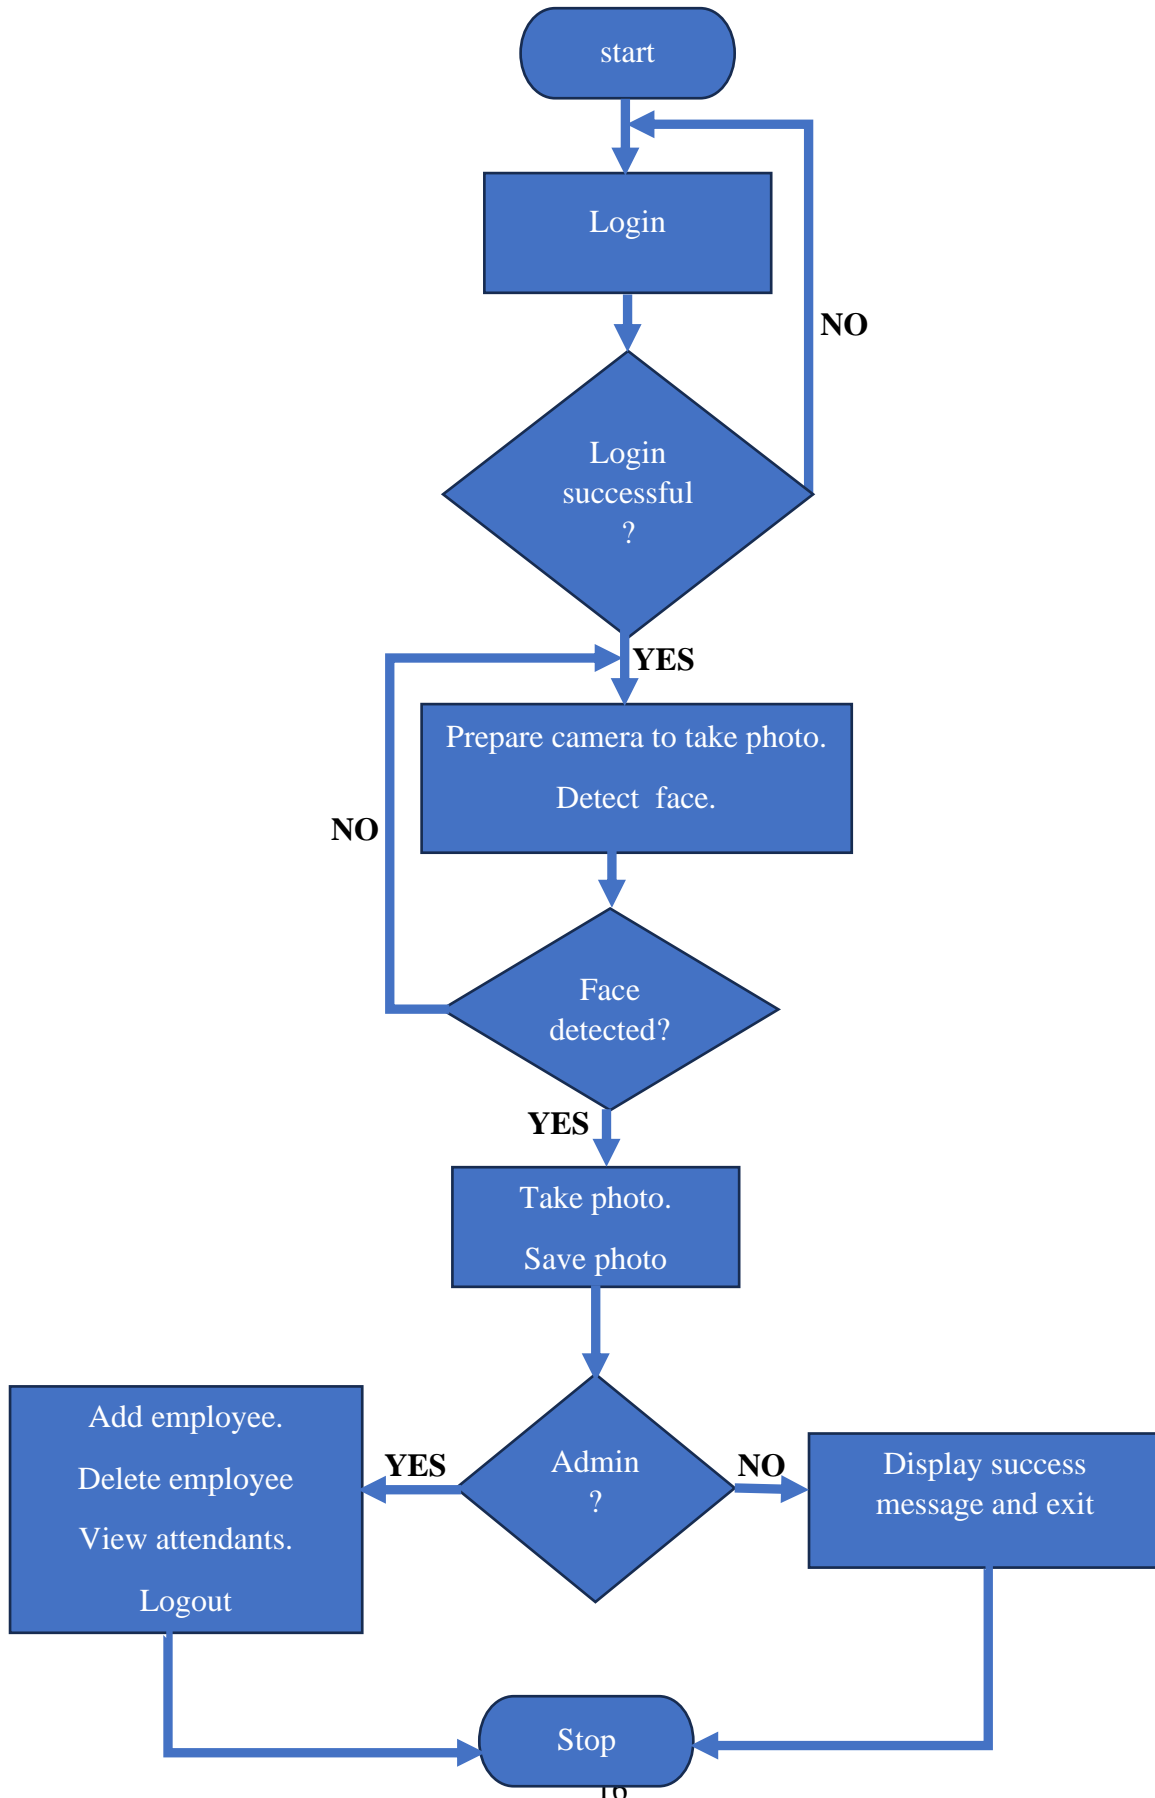 start
Login
NO
Login
successful
?
YES
Prepare camera to take photo.
Detect  face.
NO
Face
detected?
YES
Take photo.
Save photo
Add employee.
Delete employee
View attendants.
Logout
YES
Admin
?
NO
Display success
message and exit
Stop
16